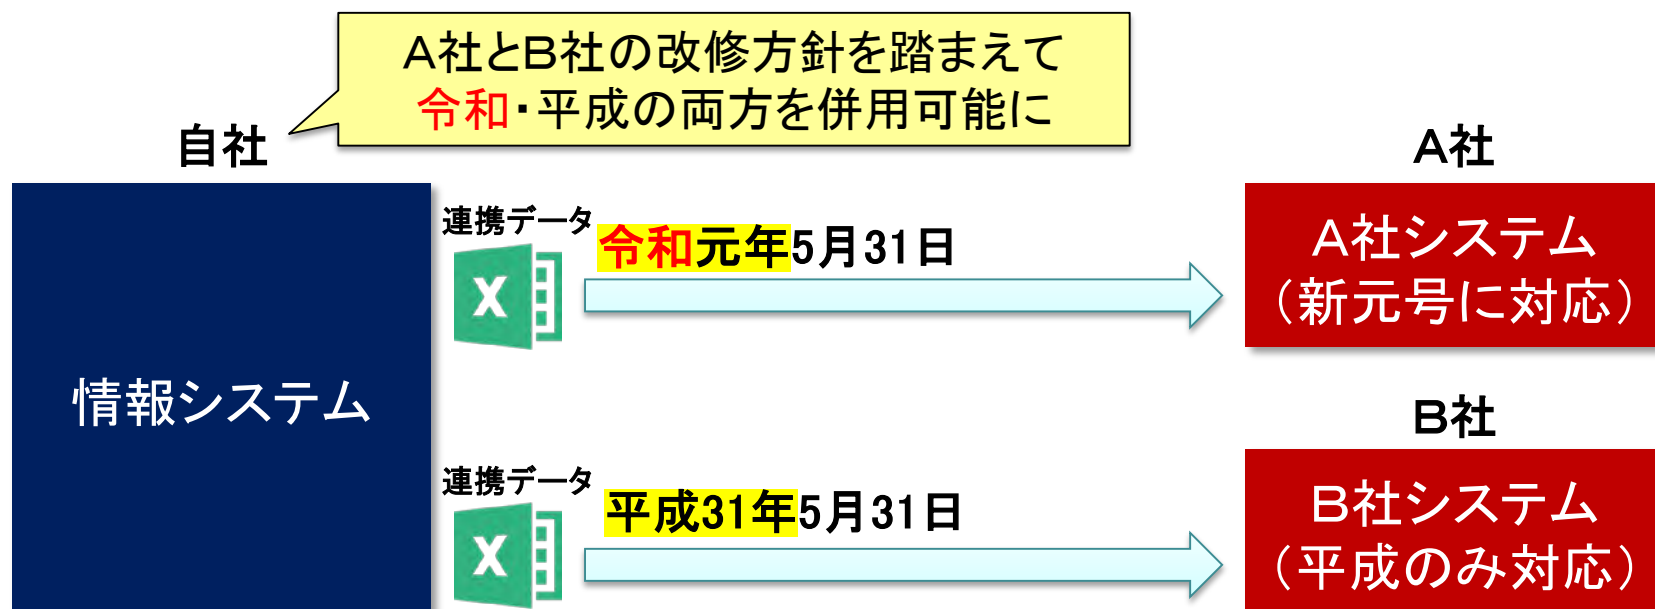 A社とB社の改修方針を踏まえて
令和・平成の両方を併用可能に
自社
A社
連携データ
令和元年5月31日
A社システム
（新元号に対応）
情報システム
B社
連携データ
平成31年5月31日
B社システム
（平成のみ対応）
X
X